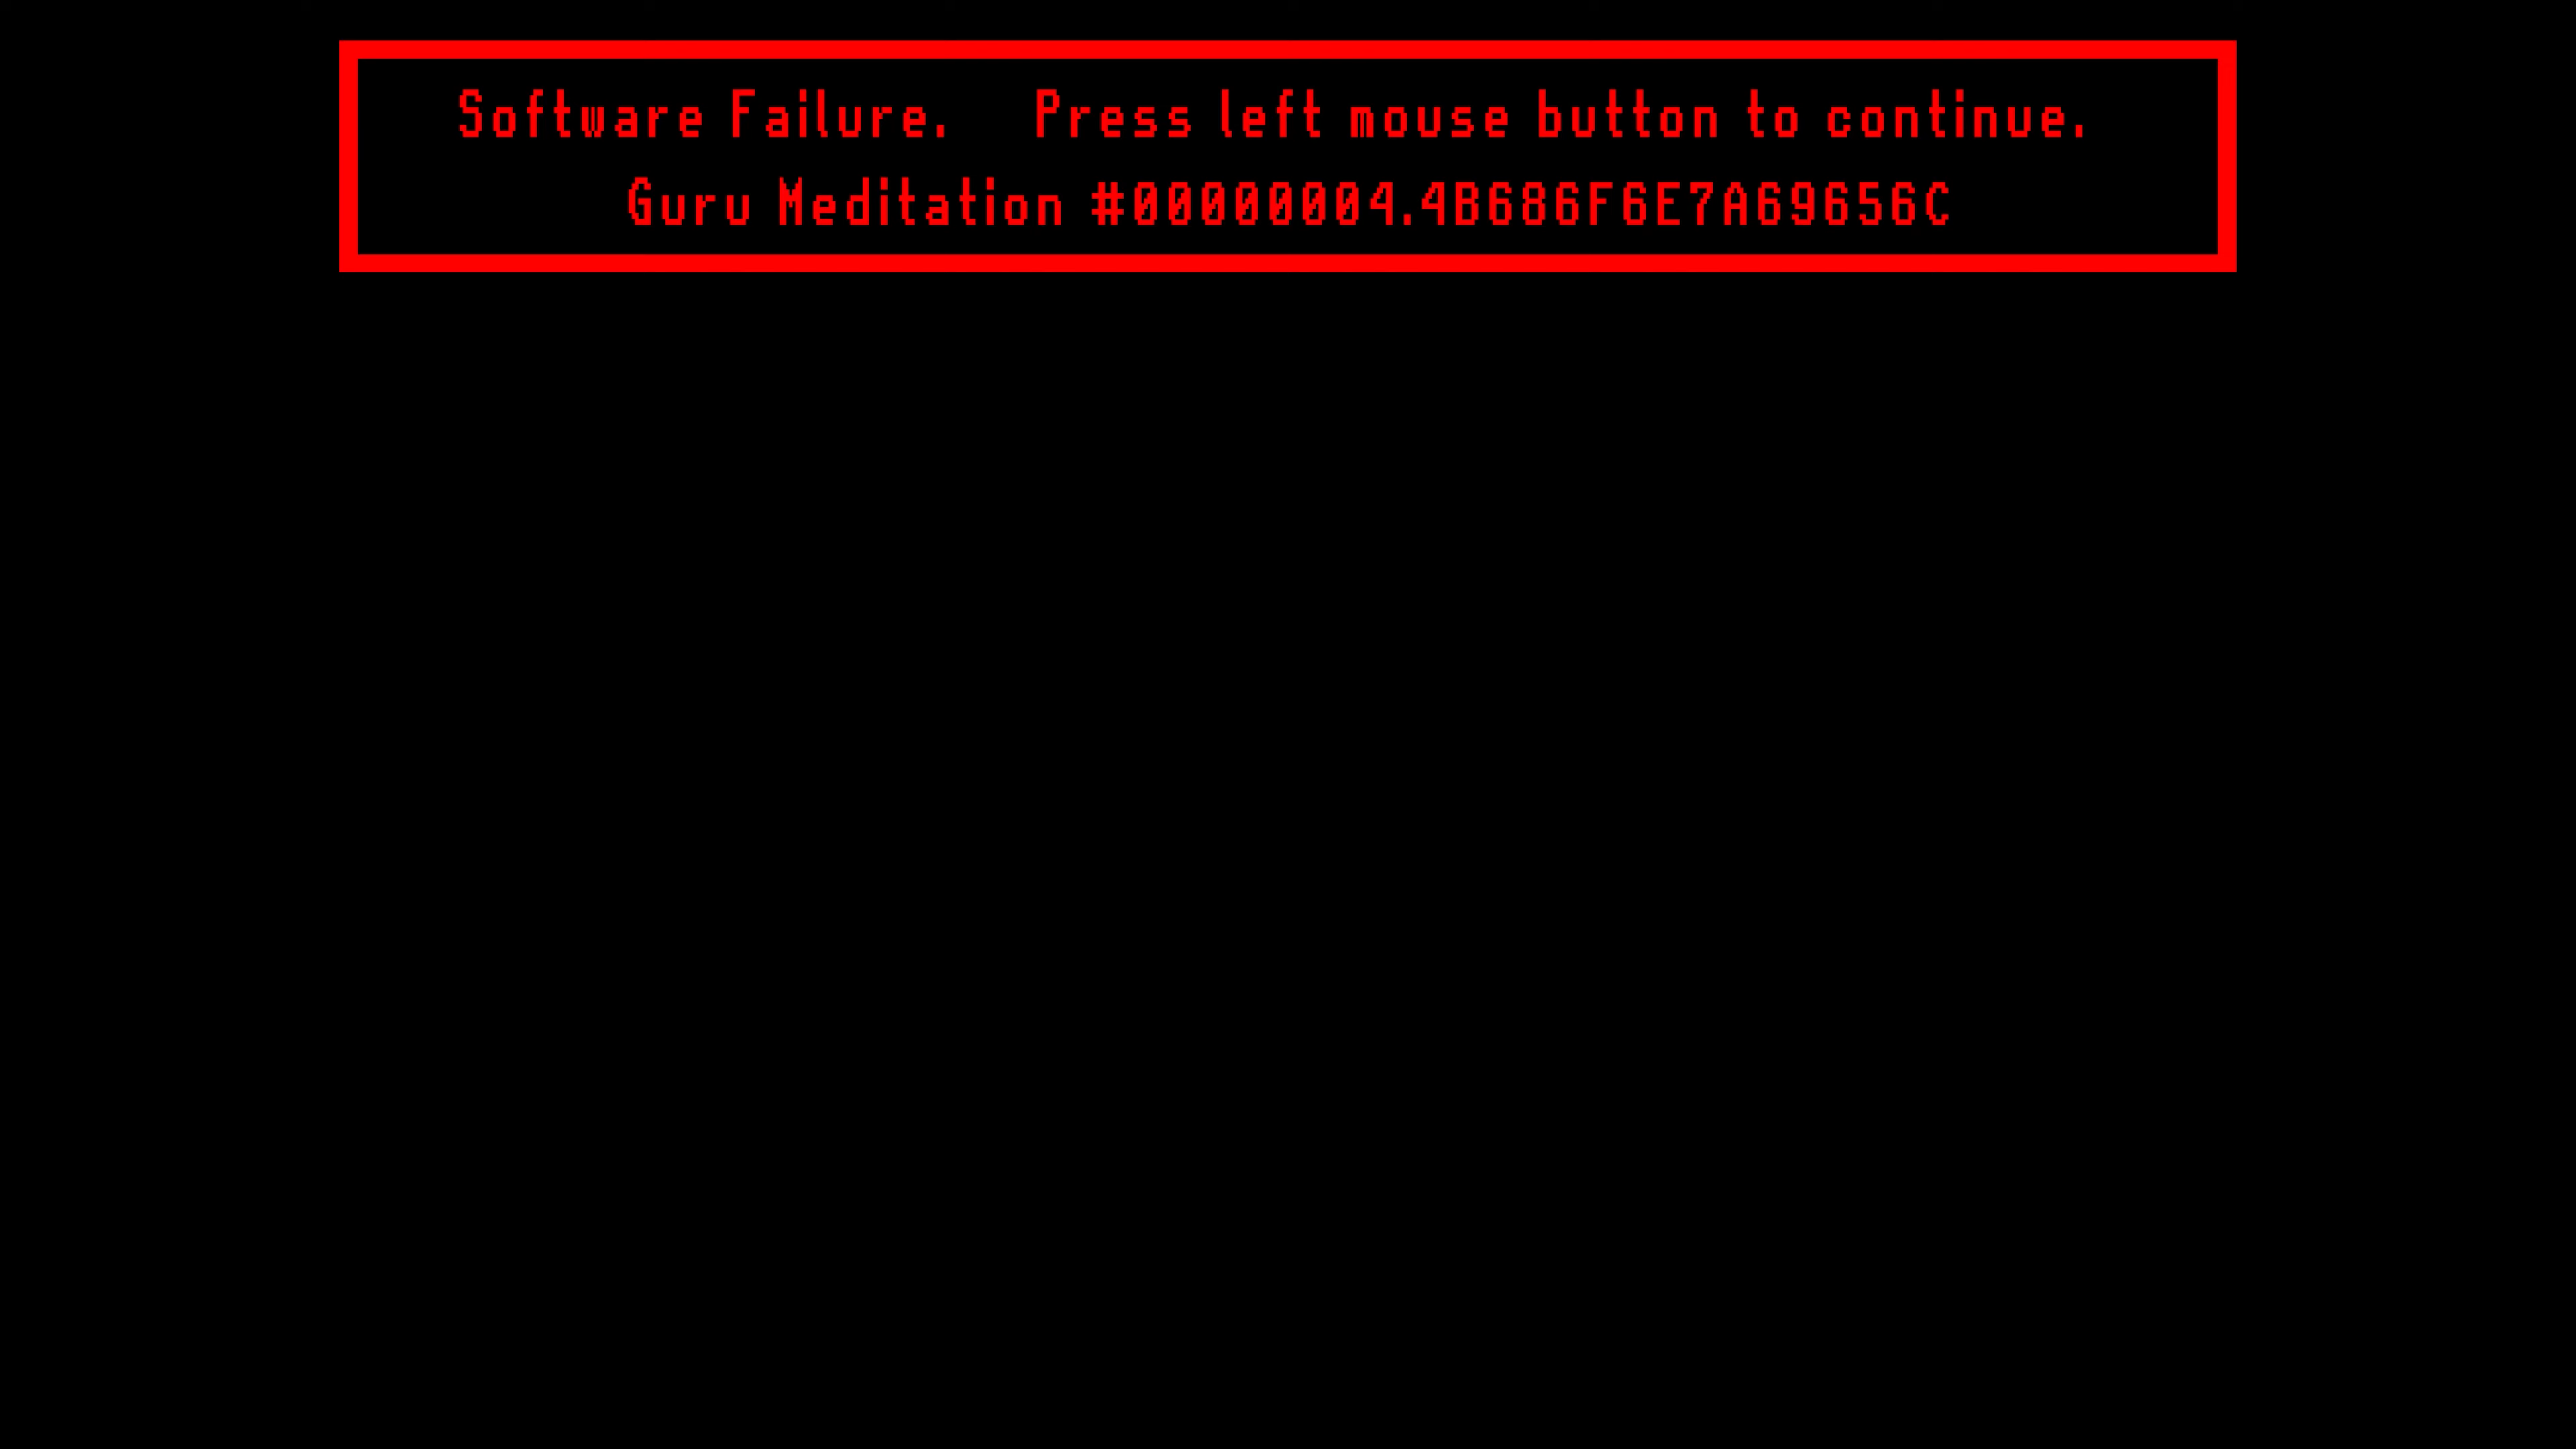 Software Failure.   Press left mouse button to continue.
Guru Meditation #00000004.4B686F6E7A69656C